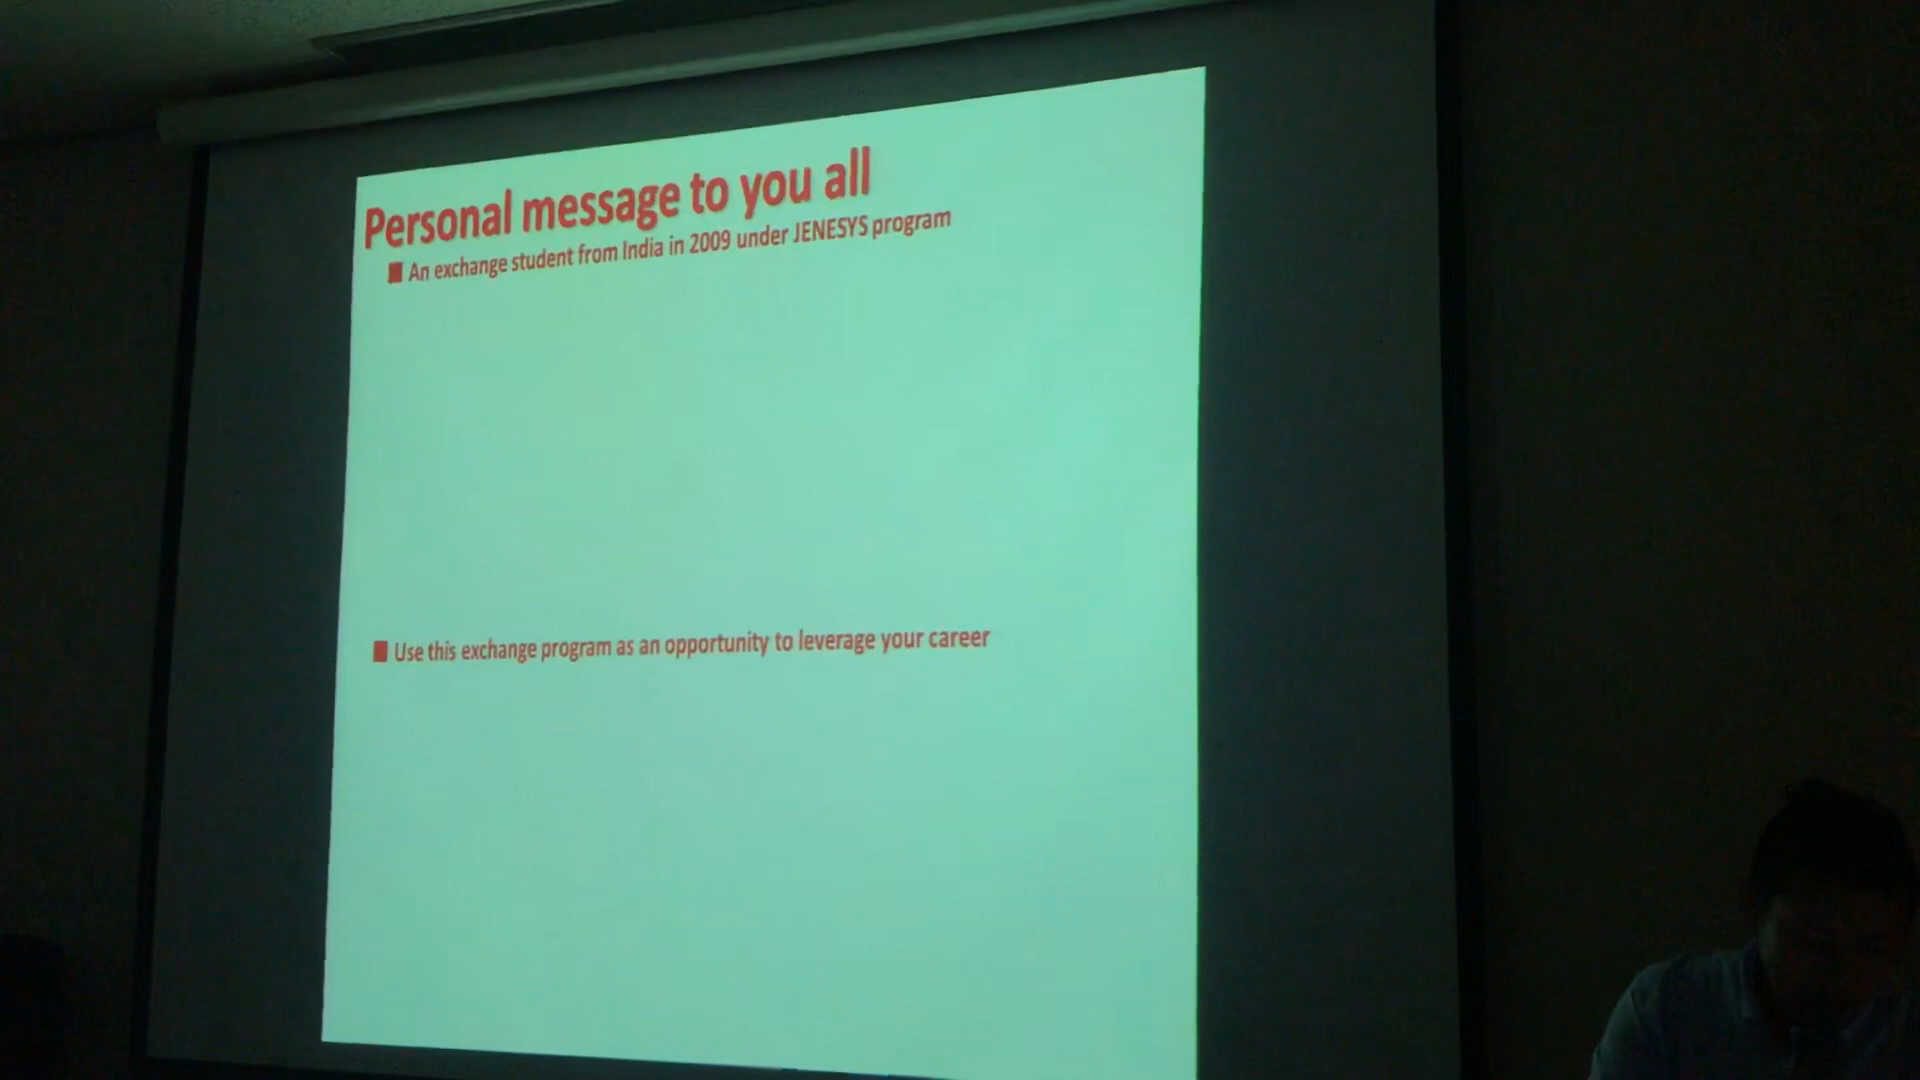 Personal message to you all
■ An exchange student from India in 2009 under JENESYS program
■ Use this exchange program as an opportunity to leverage your career